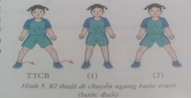 TTCB (1) (2)
Hình 5. Kĩ thuật di chuyển ngang bước trượt
(bước đuổi)